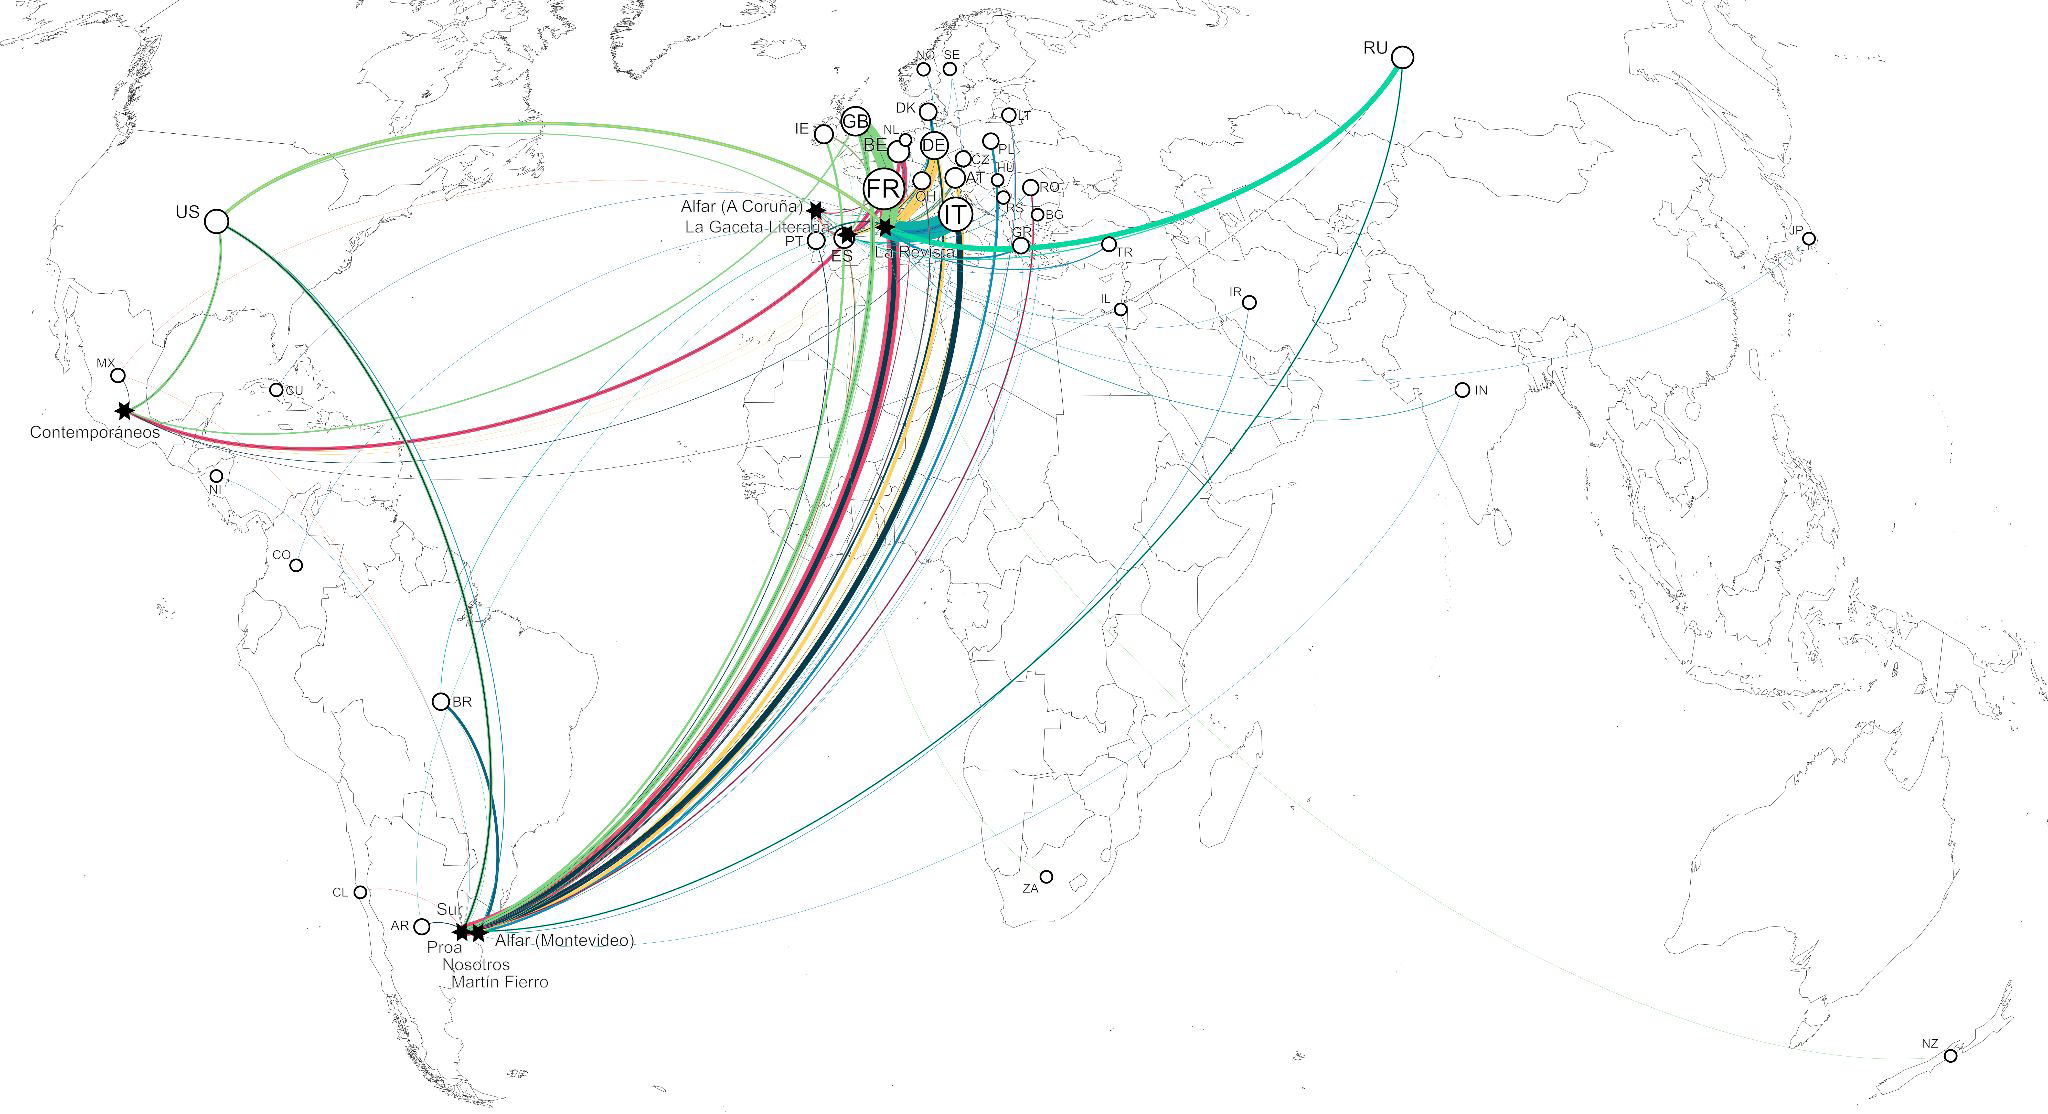 RU
NO SE
DK
LT
IE
GB
NL
BE
DE
PL
CZ
HU
FR
AT
CH
RO
RS
US
Alfar (A Coruña)
IT
BG
La Gaceta Literaria
GR
JP
PT
ES
La Revista
TR
IL
IR
MX
CU
IN
Contemporáneos
NI
CO
BR
ZA
CL
Sur
AR
Alfar (Montevideo)
Proa
Nosotros
Martín Fierro
NZ